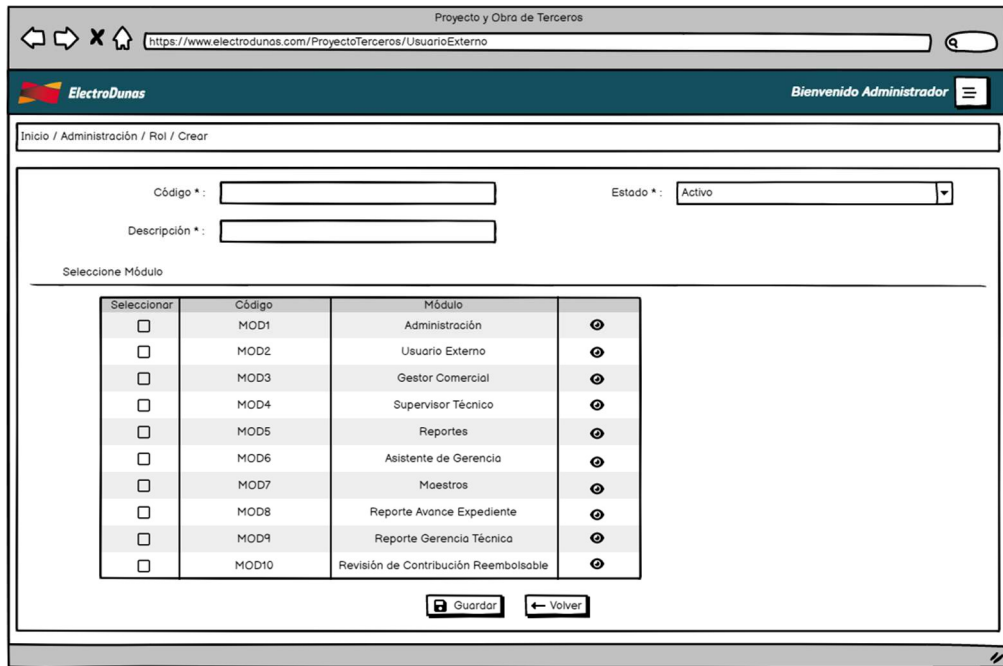 Proyecto y Obra de Terceros
https://www.electrodunas.com/ProyectoTerceros/UsuarioExterno
ElectroDunas
Bienvenido Administrador
Inicio / Administración / Rol / Crear
Código * :
Estado * : Activo
Descripción * :
Seleccione Módulo
Seleccionar Código Módulo
MOD1 Administración
MOD2 Usuario Externo
MOD3 Gestor Comercial
MOD4 Supervisor Técnico
MOD5 Reportes
MOD6 Asistente de Gerencia
MOD7 Maestros
MOD8 Reporte Avance Expediente
MOD9 Reporte Gerencia Técnica
MOD10 Revisión de Contribución Reembolsable
Guardar Volver